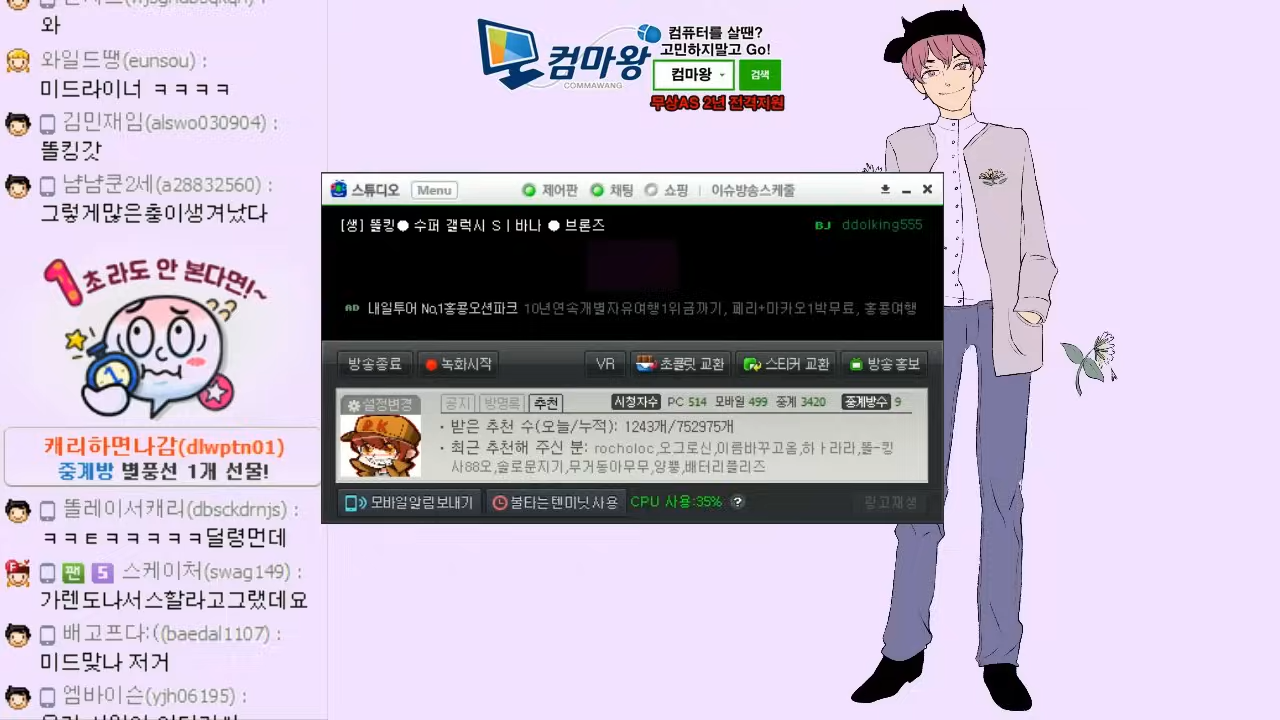 와
와일드땡(eunsou) :
미드라이너 ㅋㅋㅋㅋ
김민재임(alswo030904) :
똘킹갓
냠냠쿤2세(a28832560) :
그렇게많은춤이생겨났다
1초라도 안 본다면!~
캐리하면나감(dlwptn01)
중계방 별풍선 1개 선물!
똘레이서캐리(dbsckdrnjs) :
ㅋㅋㅌㅋㅋㅋㅋㅋ덜렁먼데
팬 S 스케이처(swag149) :
가렌도나서스할라고그랬데요
배고프다:((baedal1107) :
미드맞나 저거
엠바이슨(yjh06195) :
컴마왕
COMMAWANG
컴퓨터를 살땐?
고민하지말고 Go!
컴마왕 검색
무상AS 2년 전격지원
스튜디오 Menu 제어판 채팅 쇼핑 이슈방송스케줄
[생] 똘킹● 수퍼 갤럭시 S | 바나 ● 브론즈
BJ ddolking555
AD 내일투어 No,1홍콩오션파크 10년연속개별자유여행1위금까기, 페리+마카오1박무료, 홍콩여행
방송종료 녹화시작 VR 초콜릿 교환 스티커 교환 방송 홍보
설정변경 공지 방명록 추천 시청자수 PC 514 모바일 499 중계 3420 중계방수 9
· 받은 추천 수(오늘/누적): 1243개/752975개
· 최근 추천해 주신 분: rocholoc,오그로신,이름바꾸고옴,하ㅏ라리,똘-킹
사88오,솔로문지기,무거동아무무,양뿡,배터리플리즈
모바일알림보내기 불타는텐미닛사용 CPU 사용:35% ?
링고재생